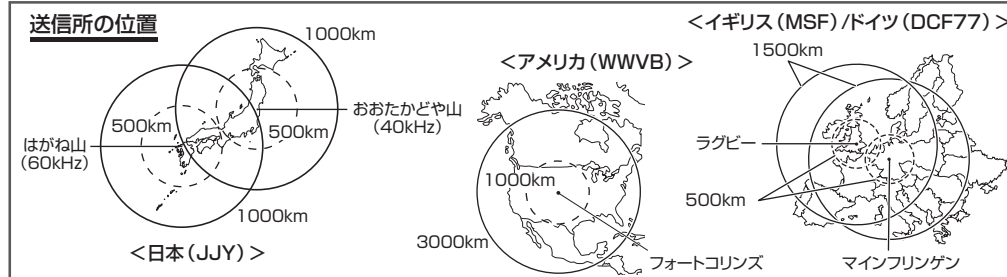 送信所の位置
1000km
500km
500km
はがね山
(60kHz)
おおたかどや山
(40kHz)
1000km
<日本(JJY)>
<アメリカ(WWVB)>
1000km
3000km
フォートコリンズ
<イギリス(MSF)/ドイツ(DCF77)>
1500km
ラグビー
500km
マインフリンゲン